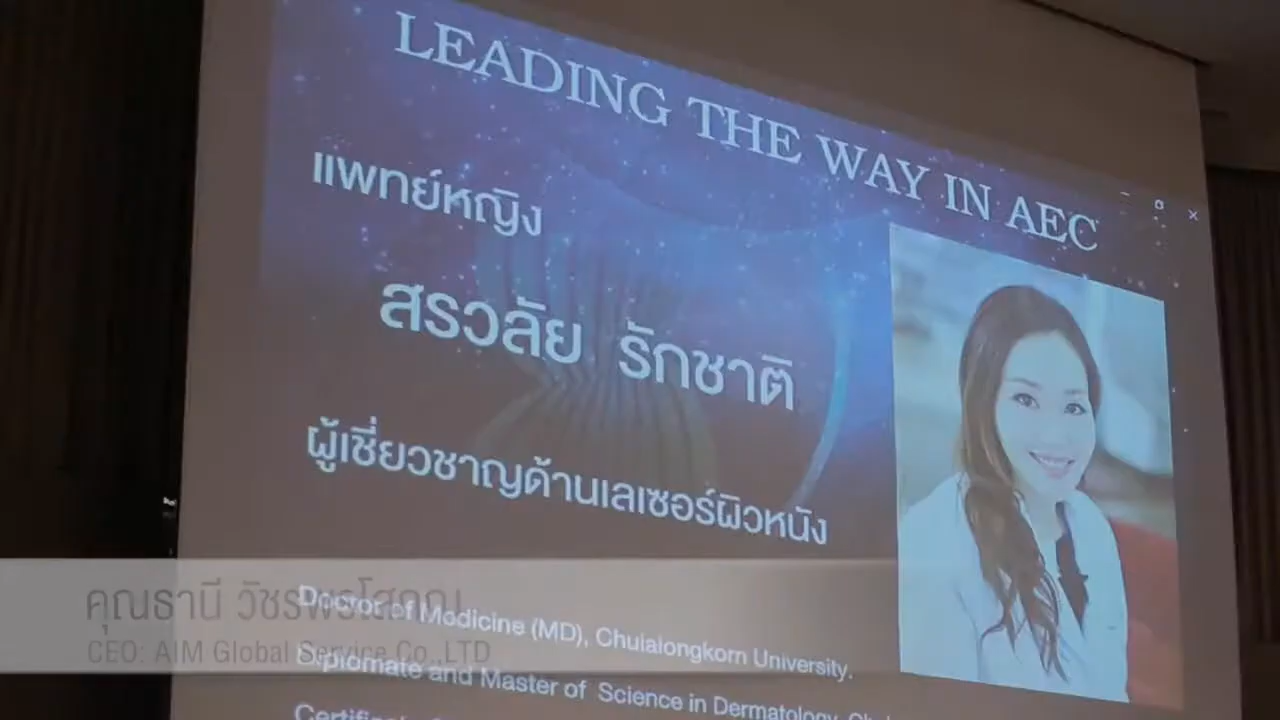 LEADING THE WAY IN AEC
แพทย์หญิง
สรวลัย รักชาติ
ผู้เชี่ยวชาญด้านเลเซอร์ผิวหนัง
Doctor of Medicine (MD), Chulalongkorn University.
Diplomate and Master of Science in Dermatology,
คุณธานี
CEO: AIM Global Service Co.,LTD